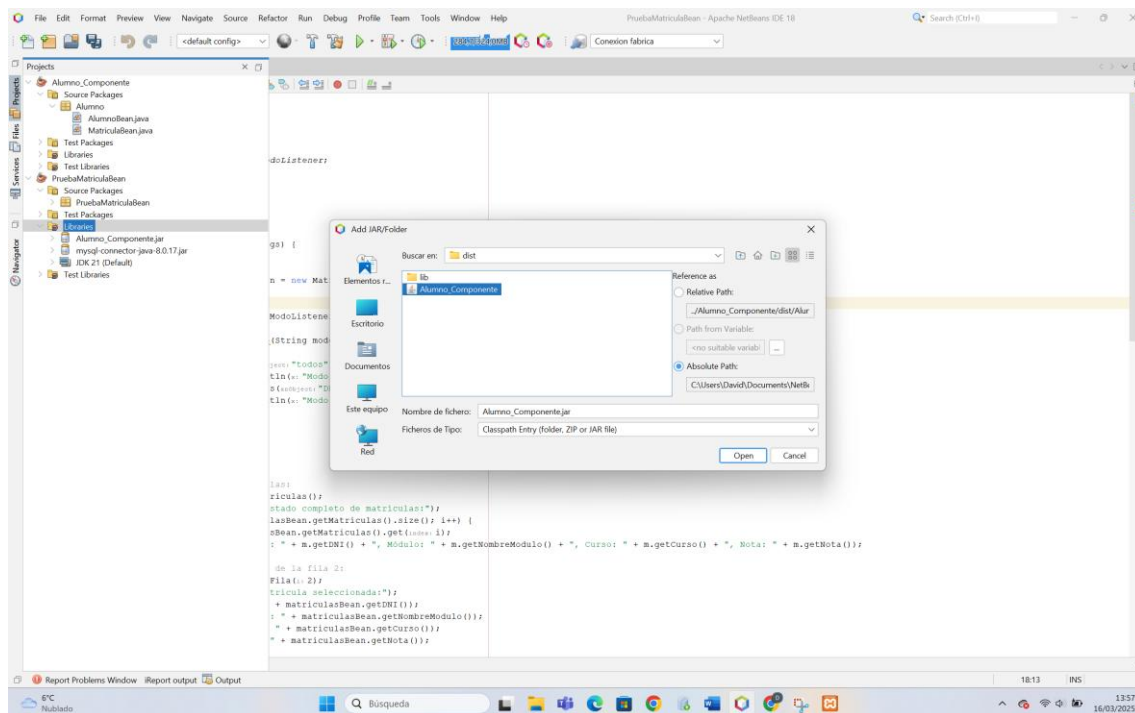 File Edit Format Preview View Navigate Source Refactor Run Debug Profile Team Tools Window Help
PruebaMatriculaBean - Apache NetBeans IDE 18
Search (Ctrl+I)
<default config>
Conexion fabrica
Projects
Projects
Files
Services
Navigator
Alumno_Componente
Source Packages
Alumno
AlumnoBean.java
MatriculaBean.java
Test Packages
Libraries
Test Libraries
PruebaMatriculaBean
Source Packages
PruebaMatriculaBean
Test Packages
Libraries
Alumno_Componente.jar
mysql-connector-java-8.0.17.jar
JDK 21 (Default)
Test Libraries
doListener;
gs) {
n = new Mat
ModoListene
(String mod
"todos"
tln(x: "Modo
tln(x: "Modo
Add JAR/Folder
Buscar en: dist
Elementos r...
Escritorio
Documentos
Este equipo
Red
lib
Alumno_Componente
Reference as
Relative Path:
../Alumno_Componente/dist/Alur
Path from Variable:
<no suitable variabl ...
Absolute Path:
C:\Users\David\Documents\NetBe
Nombre de fichero: Alumno_Componente.jar
Ficheros de Tipo: Classpath Entry (folder, ZIP or JAR file)
Open Cancel
las:
riculas();
stado completo de matrículas:");
lasBean.getMatriculas().size(); i++) {
sBean.getMatriculas().get(index: i);
: " + m.getDNI() + ", Módulo: " + m.getNombreModulo() + ", Curso: " + m.getCurso() + ", Nota: " + m.getNota());
de la fila 2:
Fila(i: 2);
trícula seleccionada:");
+ matriculasBean.getDNI());
: " + matriculasBean.getNombreModulo());
" + matriculasBean.getCurso());
" + matriculasBean.getNota());
Report Problems Window iReport output Output
18:13 INS
6°C
Nublado
Búsqueda
13:57
16/03/2025